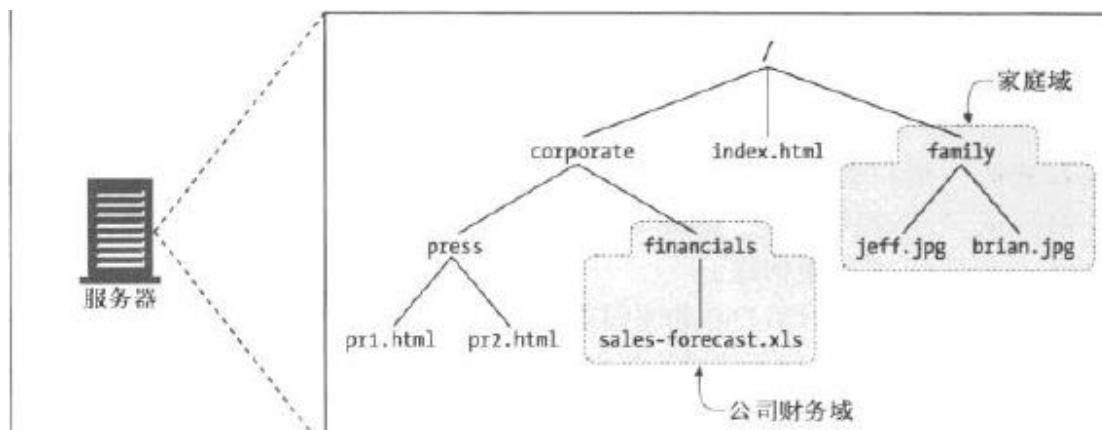 /
家庭域
corporate
index.html
family
press
financials
jeff.jpg
brian.jpg
服务器
pr1.html
pr2.html
sales-forecast.xls
公司财务域